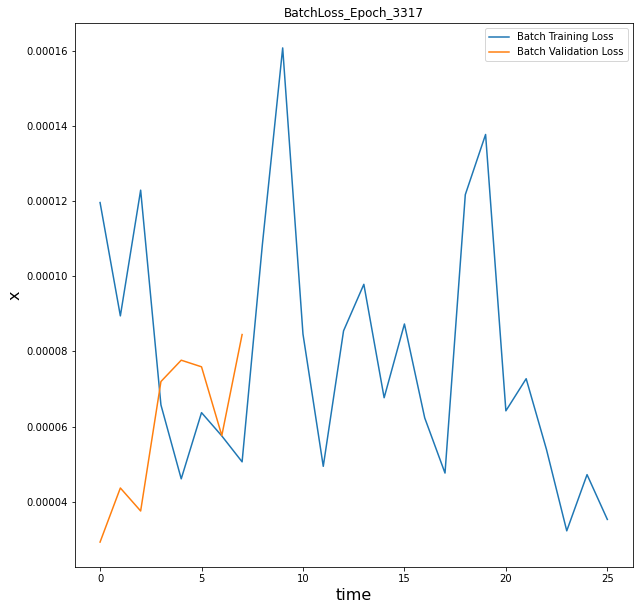 BatchLoss_Epoch_3317
Batch Training Loss
Batch Validation Loss
0.00016
0.00014
0.00012
0.00010
0.00008
0.00006
0.00004
x
0 5 10 15 20 25
time